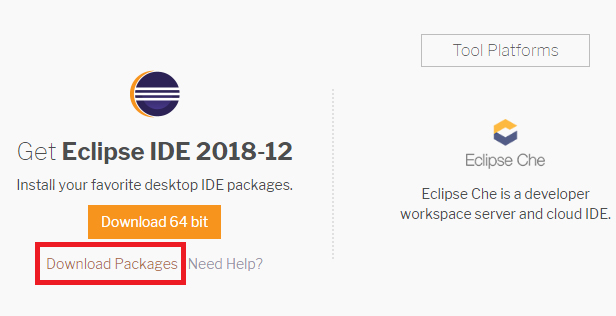 Get Eclipse IDE 2018-12
Install your favorite desktop IDE packages.
Download 64 bit
Download Packages Need Help?
Tool Platforms
Eclipse Che
Eclipse Che is a developer
workspace server and cloud IDE.